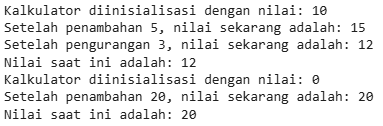 Kalkulator diinisialisasi dengan nilai: 10
Setelah penambahan 5, nilai sekarang adalah: 15
Setelah pengurangan 3, nilai sekarang adalah: 12
Nilai saat ini adalah: 12
Kalkulator diinisialisasi dengan nilai: 0
Setelah penambahan 20, nilai sekarang adalah: 20
Nilai saat ini adalah: 20